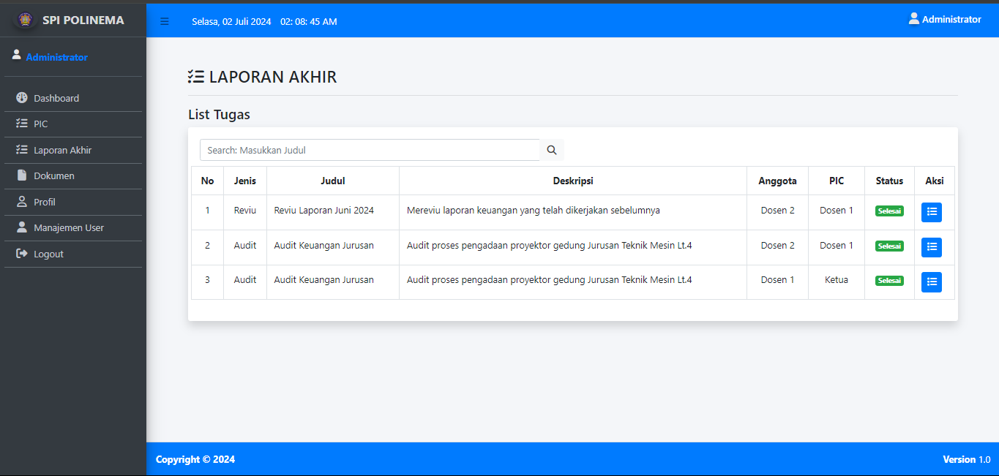 SPI POLINEMA
Selasa, 02 Juli 2024 02: 08: 45 AM
Administrator
Administrator
Dashboard
PIC
Laporan Akhir
Dokumen
Profil
Manajemen User
Logout
LAPORAN AKHIR
List Tugas
Search: Masukkan Judul
No Jenis Judul Deskripsi Anggota PIC Status Aksi
1 Reviu Reviu Laporan Juni 2024 Mereviu laporan keuangan yang telah dikerjakan sebelumnya Dosen 2 Dosen 1 Selesai
2 Audit Audit Keuangan Jurusan Audit proses pengadaan proyektor gedung Jurusan Teknik Mesin Lt.4 Dosen 2 Dosen 1 Selesai
3 Audit Audit Keuangan Jurusan Audit proses pengadaan proyektor gedung Jurusan Teknik Mesin Lt.4 Dosen 1 Ketua Selesai
Copyright © 2024
Version 1.0